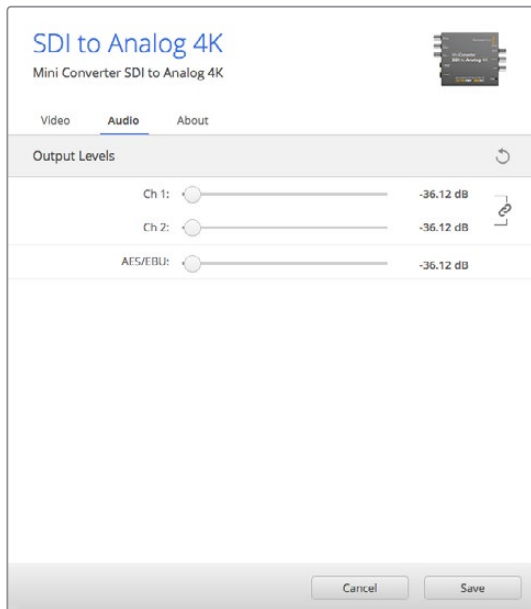 SDI to Analog 4K
Mini Converter SDI to Analog 4K
Video Audio About
Output Levels
Ch 1: -36.12 dB
Ch 2: -36.12 dB
AES/EBU: -36.12 dB
Cancel Save